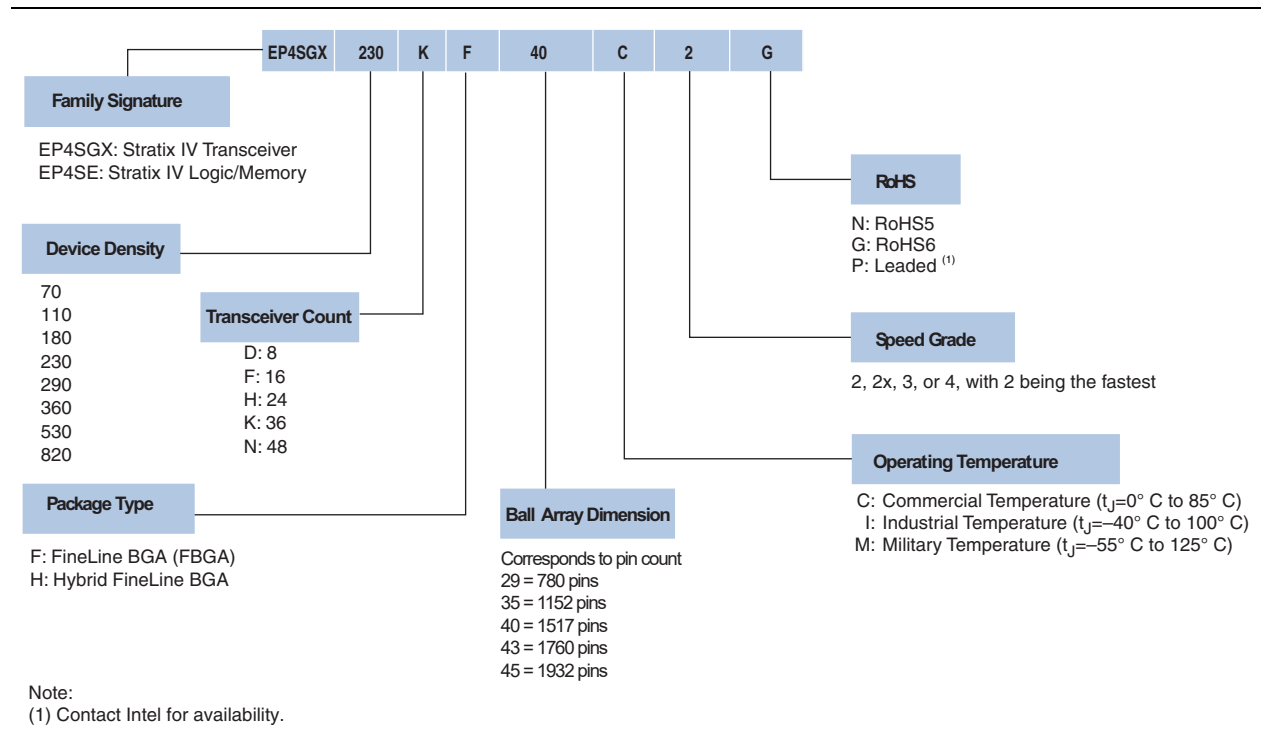 EP4SGX 230 K F 40 C 2 G
Family Signature
EP4SGX: Stratix IV Transceiver
EP4SE: Stratix IV Logic/Memory
Device Density
70
110
180
230
290
360
530
820
Transceiver Count
D: 8
F: 16
H: 24
K: 36
N: 48
Package Type
F: FineLine BGA (FBGA)
H: Hybrid FineLine BGA
Ball Array Dimension
Corresponds to pin count
29 = 780 pins
35 = 1152 pins
40 = 1517 pins
43 = 1760 pins
45 = 1932 pins
RoHS
N: RoHS5
G: RoHS6
P: Leaded (1)
Speed Grade
2, 2x, 3, or 4, with 2 being the fastest
Operating Temperature
C: Commercial Temperature (tJ=0° C to 85° C)
I: Industrial Temperature (tJ=–40° C to 100° C)
M: Military Temperature (tJ=–55° C to 125° C)
Note:
(1) Contact Intel for availability.